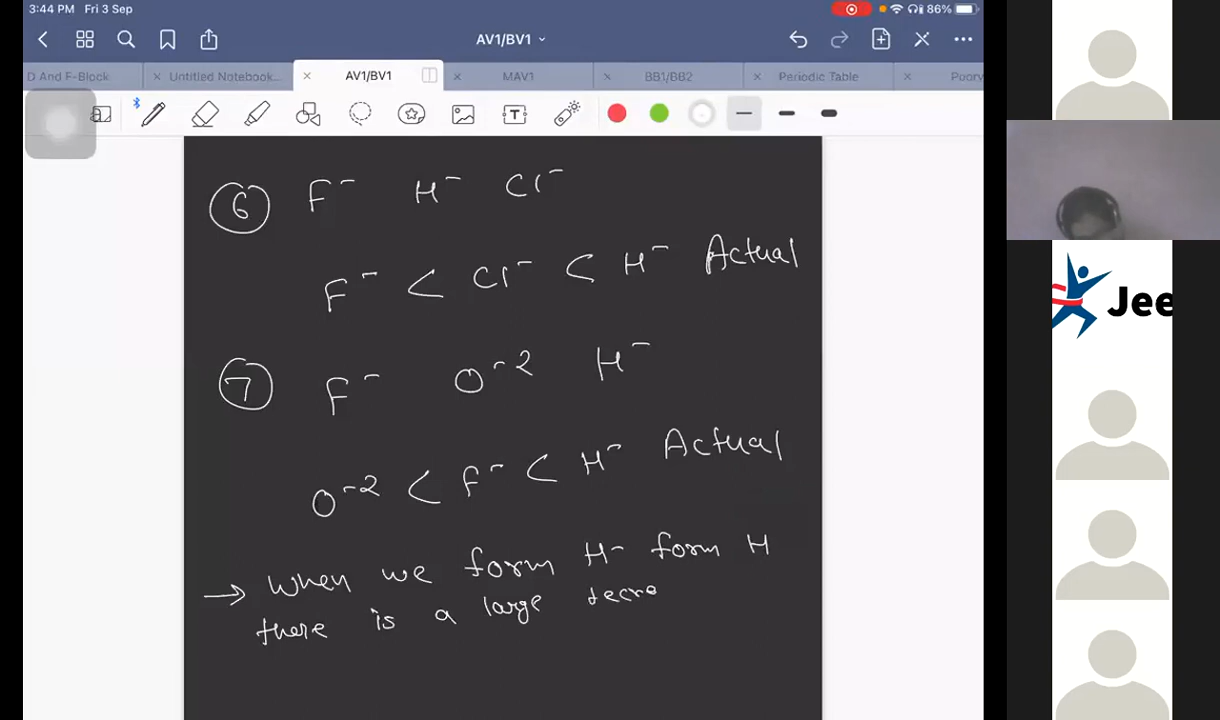 3:44 PM Fri 3 Sep
86%
AV1/BV1
D And F-Block
Untitled Notebook...
AV1/BV1
MAV1
BB1/BB2
Periodic Table
Poorv
6 F⁻ H⁻ Cl⁻
F⁻ < Cl⁻ < H⁻ Actual
7 F⁻ O⁻² H⁻
O⁻² < F⁻ < H⁻ Actual
→ When we form H⁻ form H
there is a large decre
Jee